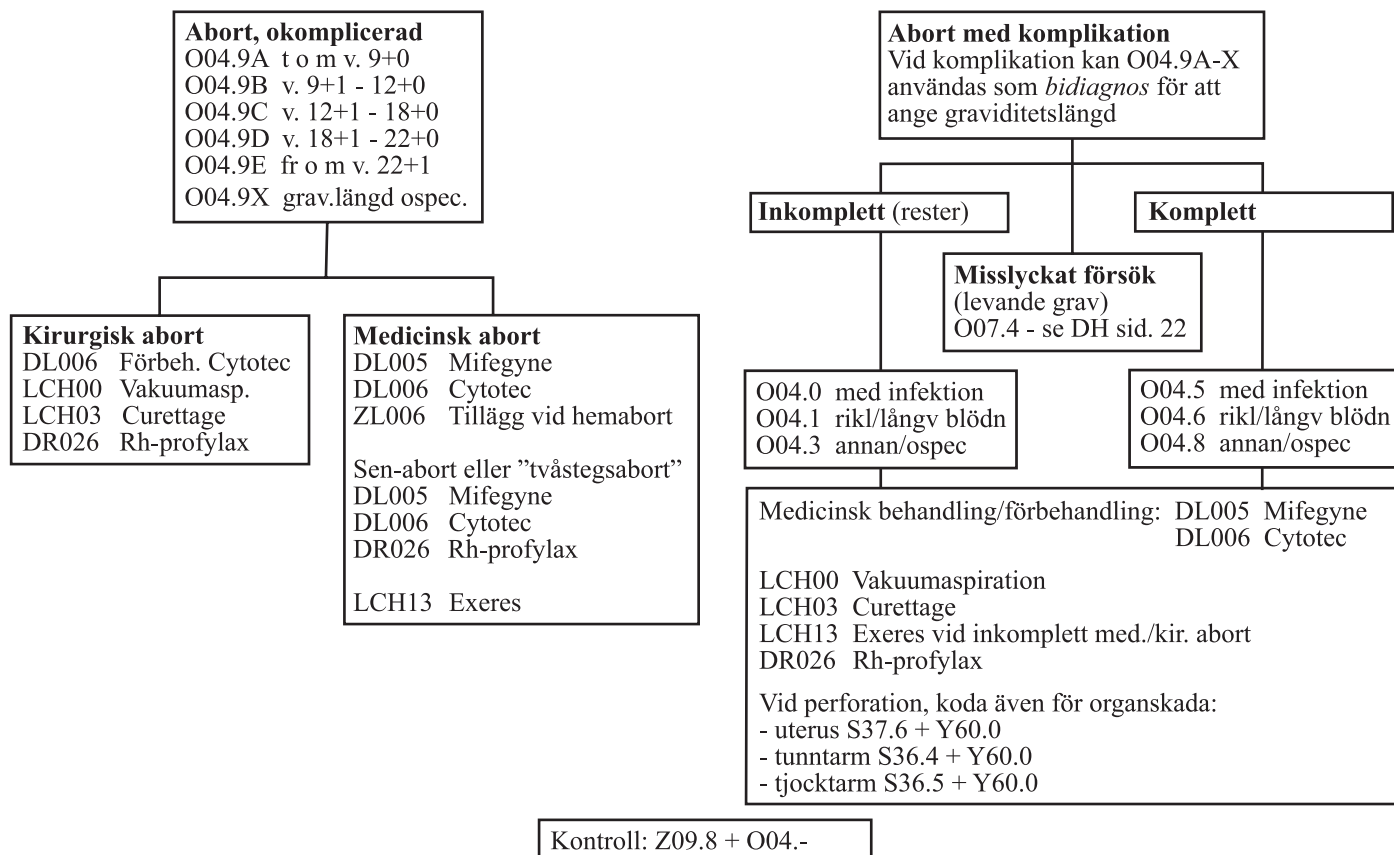 Abort, okomplicerad
O04.9A t o m v. 9+0
O04.9B v. 9+1 - 12+0
O04.9C v. 12+1 - 18+0
O04.9D v. 18+1 - 22+0
O04.9E fr o m v. 22+1
O04.9X grav.längd ospec.
Kirurgisk abort
DL006 Förbeh. Cytotec
LCH00 Vakuumasp.
LCH03 Curettage
DR026 Rh-profylax
Medicinsk abort
DL005 Mifegyne
DL006 Cytotec
ZL006 Tillägg vid hemabort
Sen-abort eller ”tvåstegsabort”
DL005 Mifegyne
DL006 Cytotec
DR026 Rh-profylax
LCH13 Exeres
Abort med komplikation
Vid komplikation kan O04.9A-X
användas som bidiagnos för att
ange graviditetslängd
Inkomplett (rester)
Komplett
Misslyckat försök
(levande grav)
O07.4 - se DH sid. 22
O04.0 med infektion
O04.1 rikl/långv blödn
O04.3 annan/ospec
O04.5 med infektion
O04.6 rikl/långv blödn
O04.8 annan/ospec
Medicinsk behandling/förbehandling: DL005 Mifegyne
DL006 Cytotec
LCH00 Vakuumaspiration
LCH03 Curettage
LCH13 Exeres vid inkomplett med./kir. abort
DR026 Rh-profylax
Vid perforation, koda även för organskada:
- uterus S37.6 + Y60.0
- tunntarm S36.4 + Y60.0
- tjocktarm S36.5 + Y60.0
Kontroll: Z09.8 + O04.-